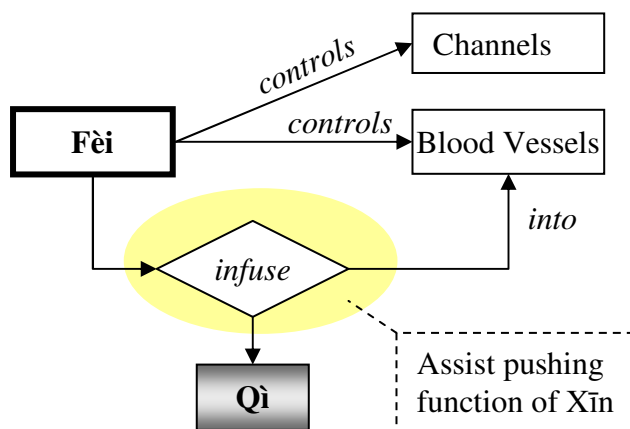 controls
Channels
Fèi
controls
Blood Vessels
into
infuse
Qì
Assist pushing
function of Xīn